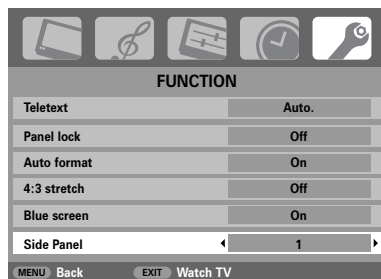 FUNCTION
Teletext Auto.
Panel lock Off
Auto format On
4:3 stretch Off
Blue screen On
Side Panel 1
MENU Back EXIT Watch TV